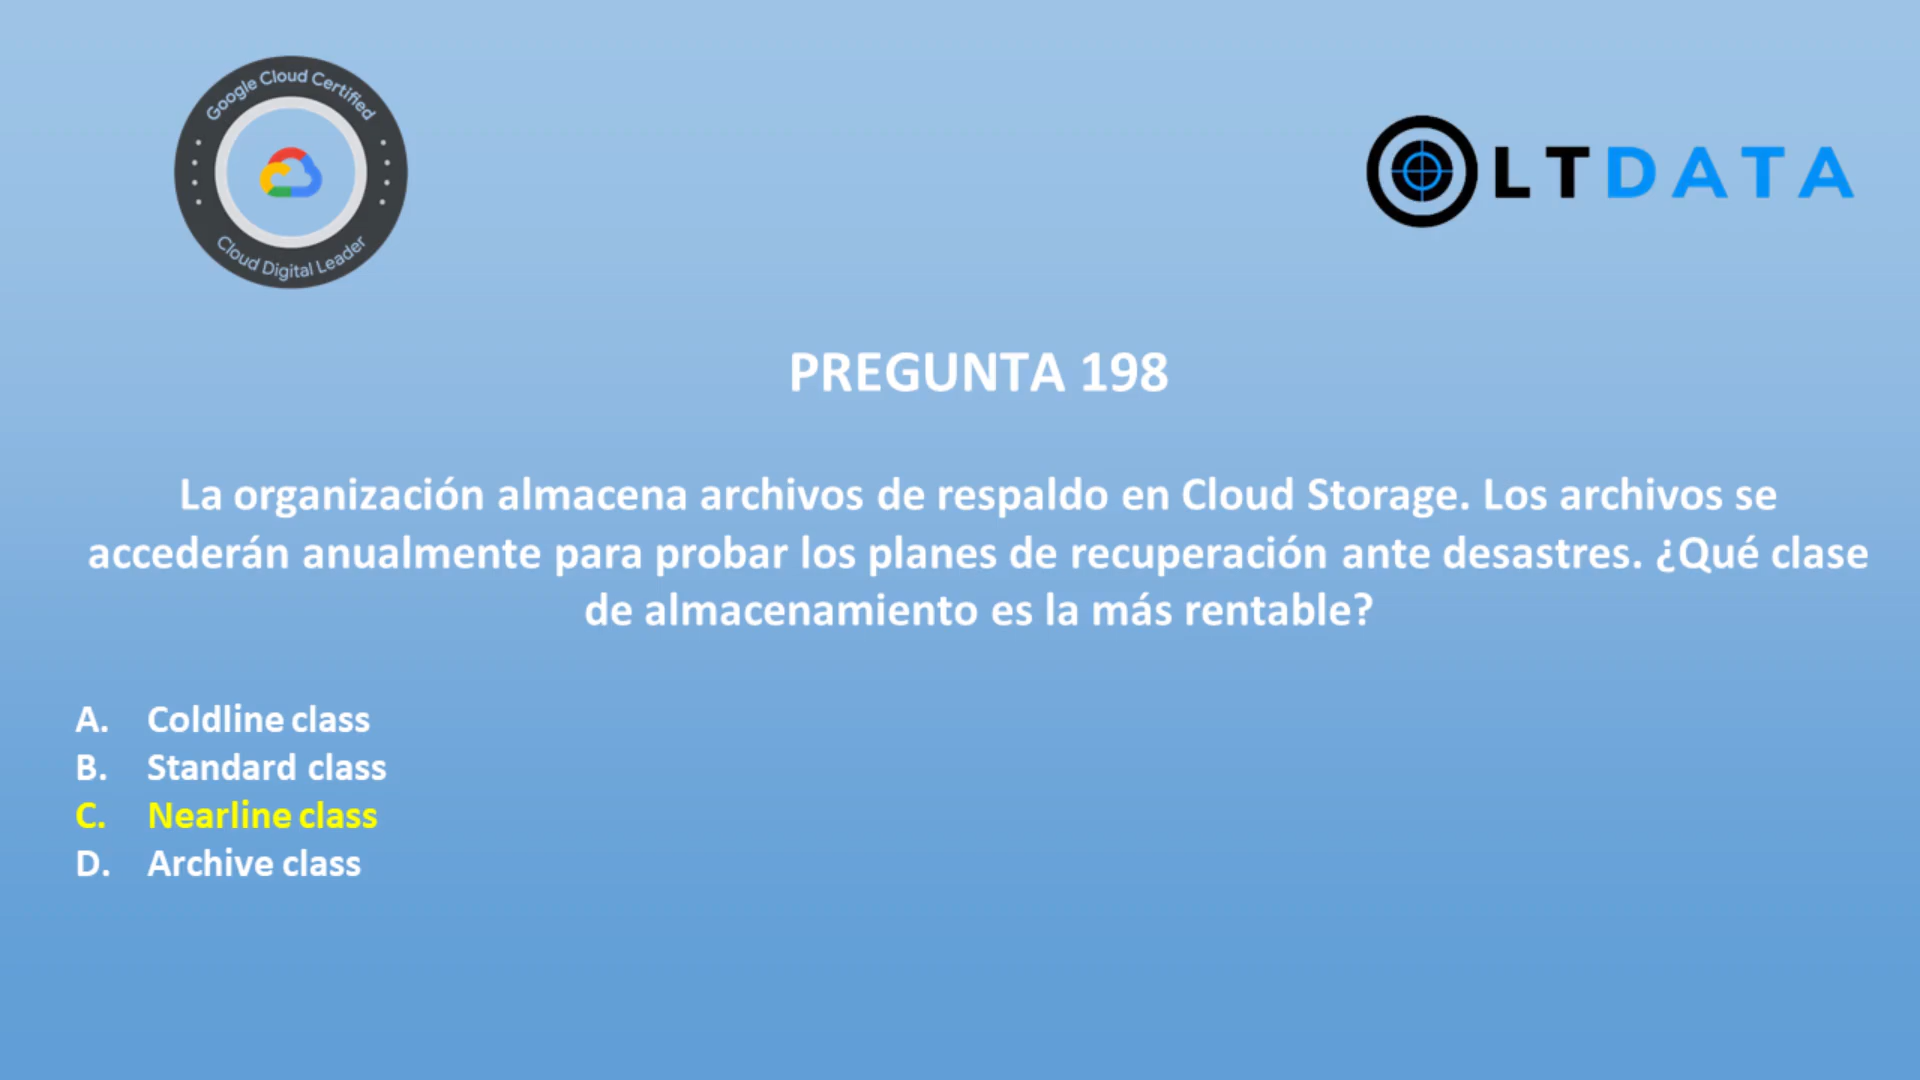 Google Cloud Certified
Cloud Digital Leader
LTDATA
PREGUNTA 198
La organización almacena archivos de respaldo en Cloud Storage. Los archivos se
accederán anualmente para probar los planes de recuperación ante desastres. ¿Qué clase
de almacenamiento es la más rentable?
A. Coldline class
B. Standard class
C. Nearline class
D. Archive class